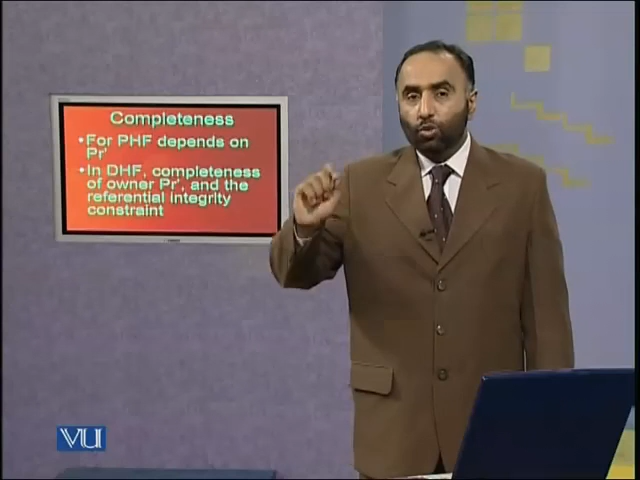 Completeness
•For PHF depends on
Pr'
•In DHF, completeness
of owner Pr', and the
referential integrity
constraint
VU